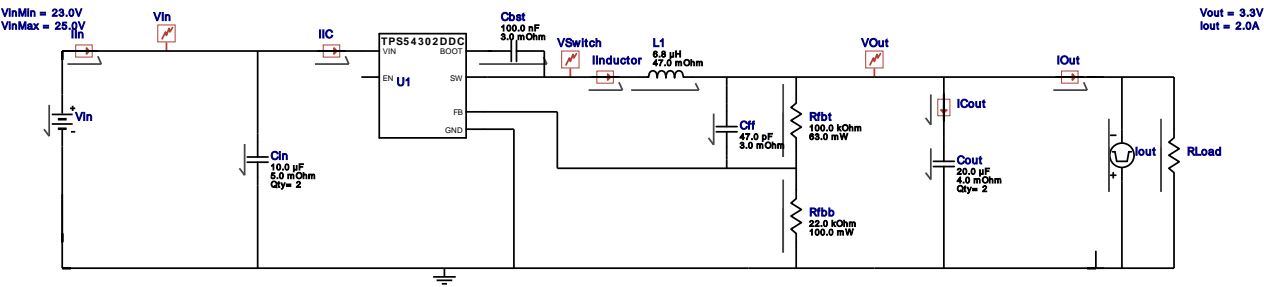 VinMin = 23.0V
VinMax = 25.0V
Iin
Vin
IIC
Cbst
100.0 nF
3.0 mOhm
TPS54302DDC
VIN
BOOT
EN
U1
SW
FB
GND
VSwitch
IInductor
L1
6.8 µH
47.0 mOhm
VOut
IOut
Vout = 3.3V
Iout = 2.0A
+
Vin
-
Cin
10.0 µF
5.0 mOhm
Qty= 2
Cff
47.0 pF
3.0 mOhm
Rfbt
100.0 kOhm
63.0 mW
Rfbb
22.0 kOhm
100.0 mW
ICout
Cout
20.0 µF
4.0 mOhm
Qty= 2
-
Iout
+
RLoad